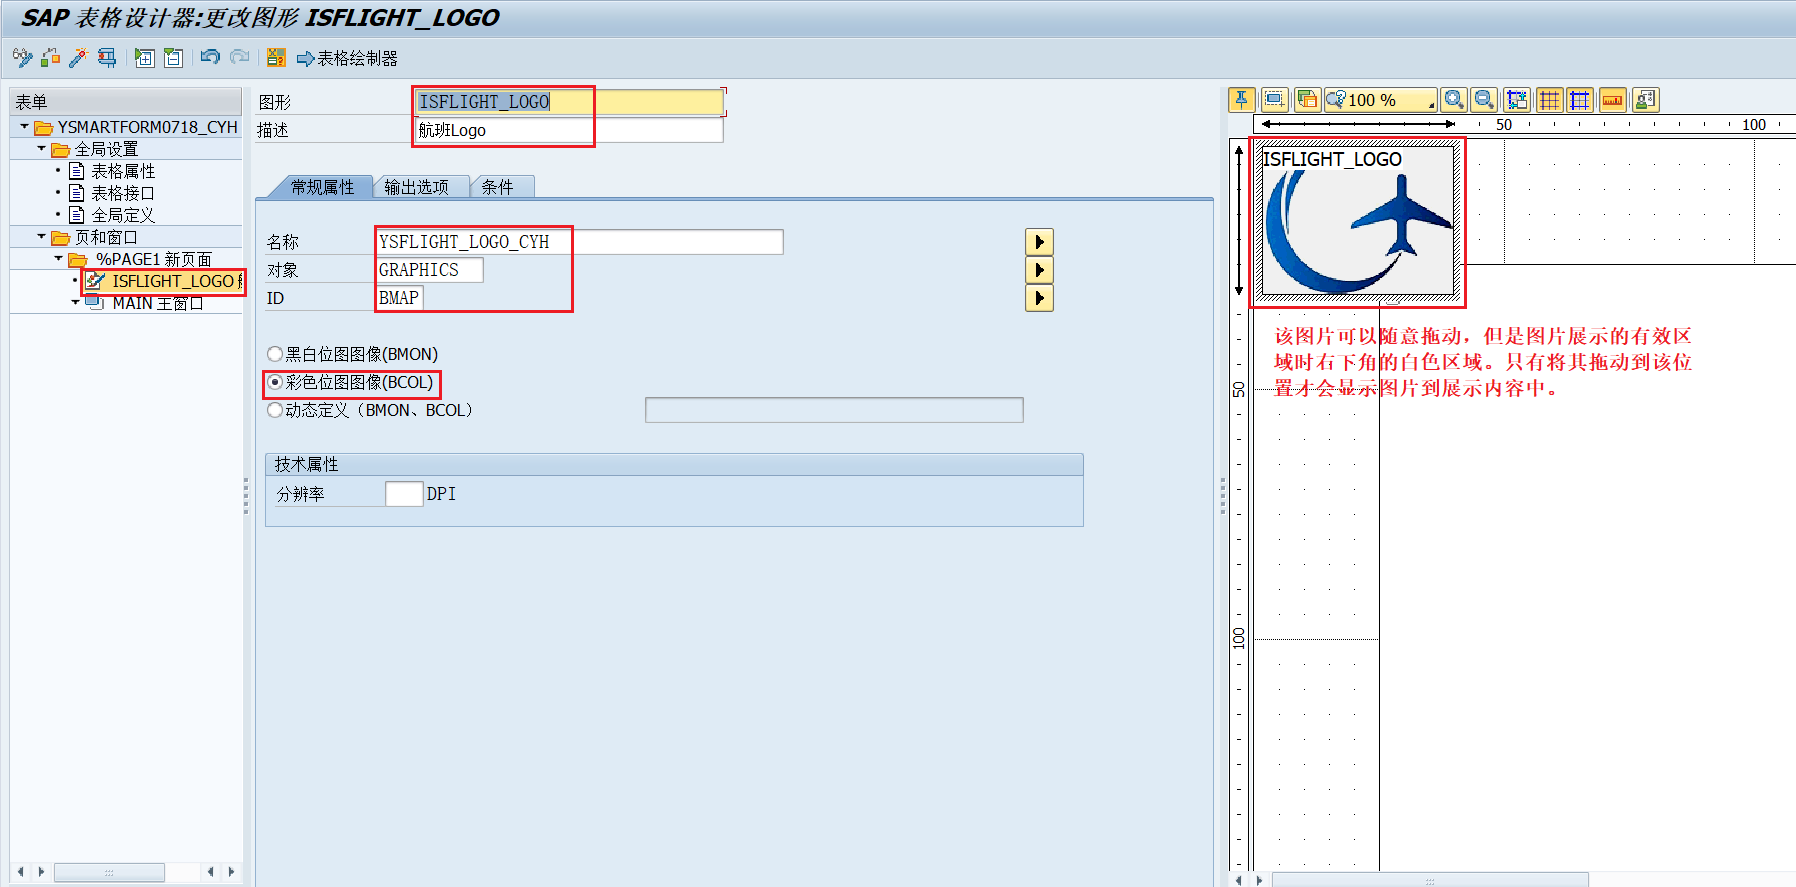 SAP 表格设计器:更改图形 ISFLIGHT_LOGO
表格绘制器
表单
YSMARTFORM0718_CYH
全局设置
表格属性
表格接口
全局定义
页和窗口
%PAGE1 新页面
ISFLIGHT_LOGO
MAIN 主窗口
图形 ISFLIGHT_LOGO
描述 航班Logo
常规属性 输出选项 条件
名称 YSFLIGHT_LOGO_CYH
对象 GRAPHICS
ID BMAP
黑白位图图像(BMON)
彩色位图图像(BCOL)
动态定义（BMON、BCOL）
技术属性
分辨率 DPI
100 %
50 100
ISFLIGHT_LOGO
该图片可以随意拖动，但是图片展示的有效区
域时右下角的白色区域。只有将其拖动到该位
置才会显示图片到展示内容中。
50
100